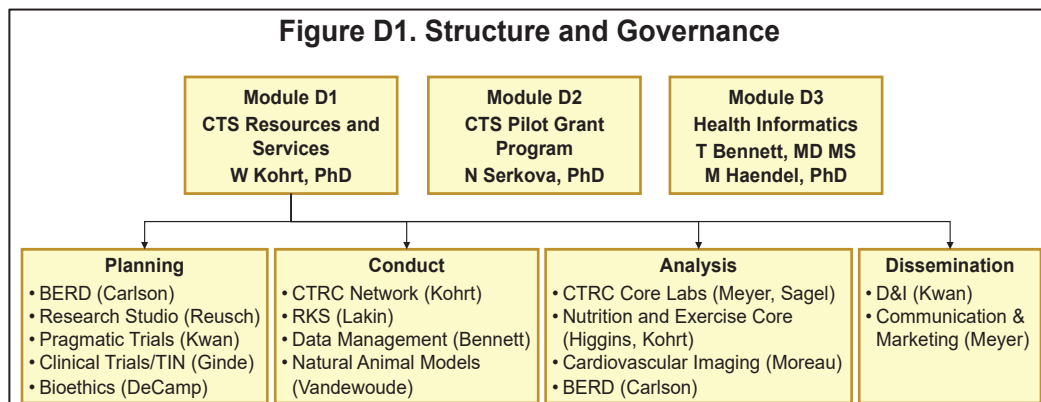 Figure D1. Structure and Governance
Module D1
CTS Resources and
Services
W Kohrt, PhD
Module D2
CTS Pilot Grant
Program
N Serkova, PhD
Module D3
Health Informatics
T Bennett, MD MS
M Haendel, PhD
Planning
• BERD (Carlson)
• Research Studio (Reusch)
• Pragmatic Trials (Kwan)
• Clinical Trials/TIN (Ginde)
• Bioethics (DeCamp)
Conduct
• CTRC Network (Kohrt)
• RKS (Lakin)
• Data Management (Bennett)
• Natural Animal Models
(Vandewoude)
Analysis
• CTRC Core Labs (Meyer, Sagel)
• Nutrition and Exercise Core
(Higgins, Kohrt)
• Cardiovascular Imaging (Moreau)
• BERD (Carlson)
Dissemination
• D&I (Kwan)
• Communication &
Marketing (Meyer)